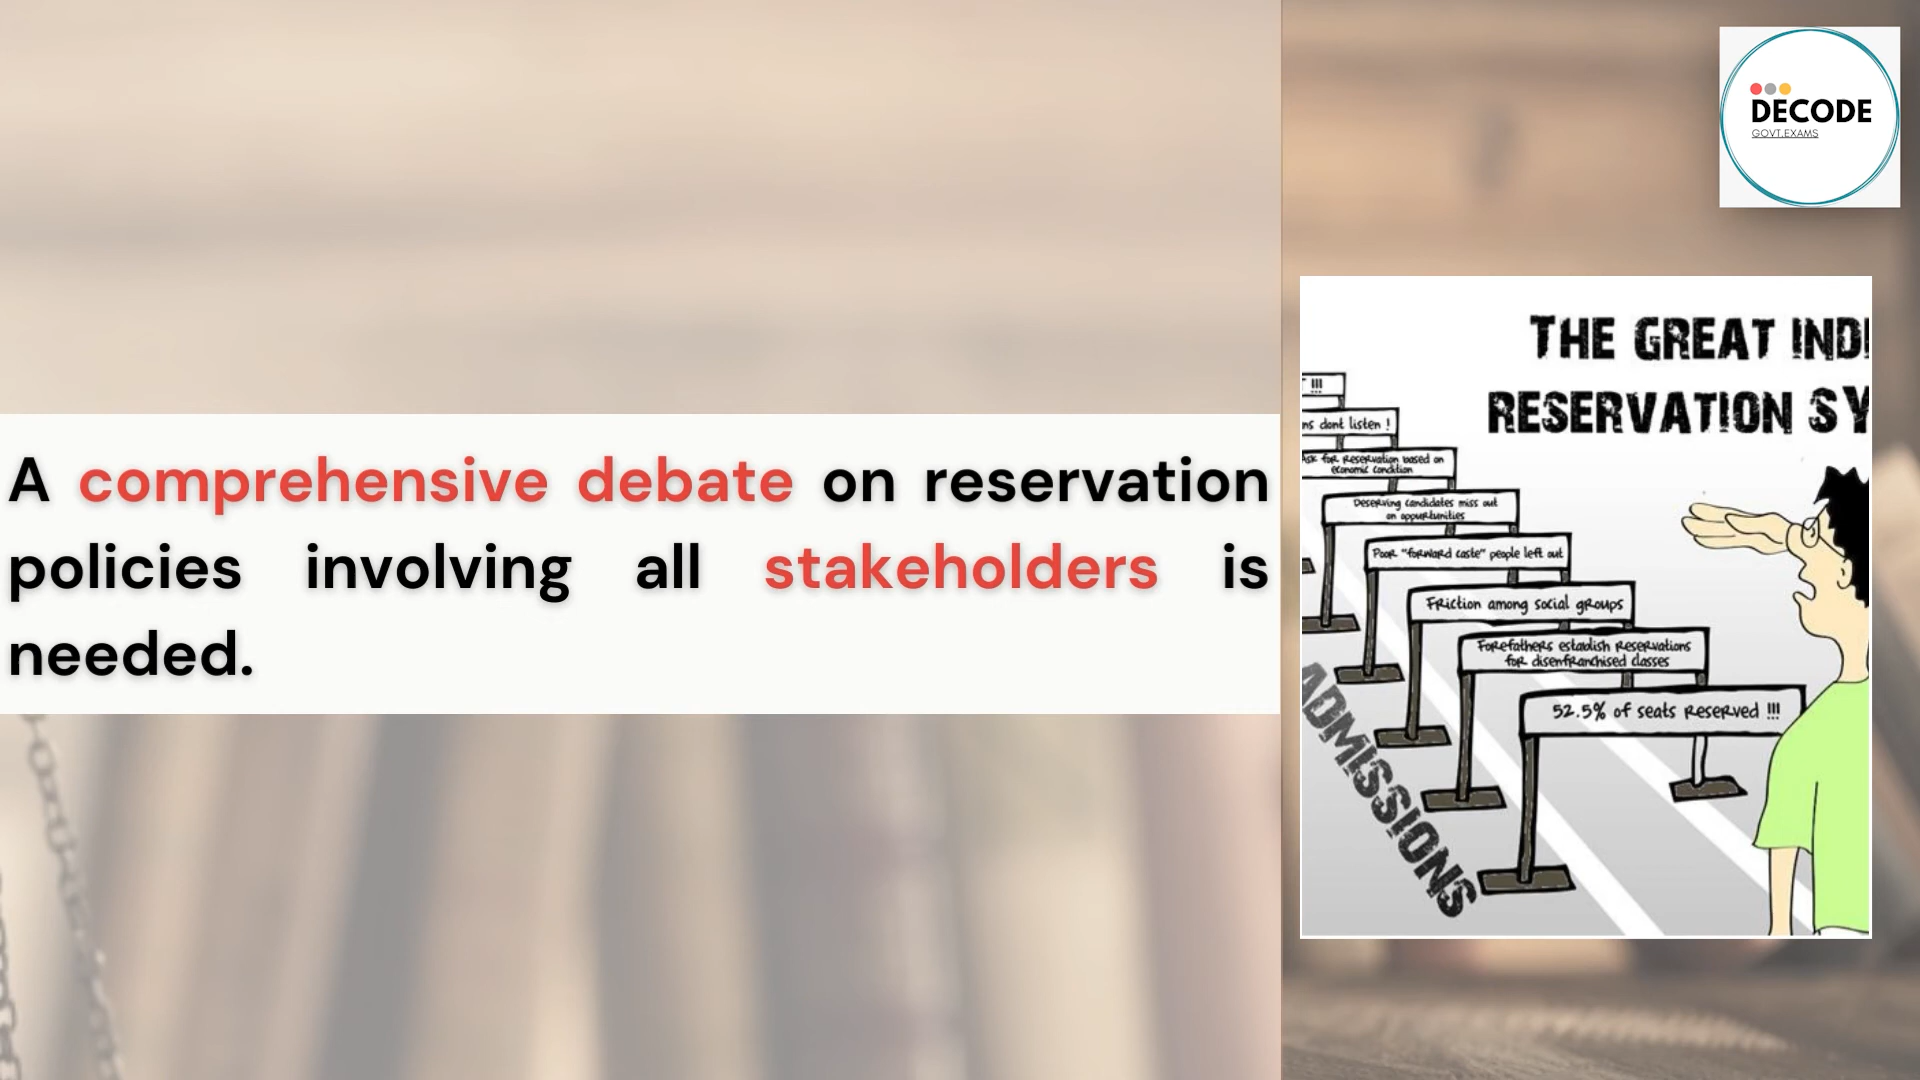 A comprehensive debate on reservation
policies involving all stakeholders is
needed.
DECODE
GOVT.EXAMS
THE GREAT INDI
RESERVATION SY
T !!!
ns dont listen !
Ask for reservation based on
economic condition
Deserving candidates miss out
on oppurtunities
Poor "forward caste" people left out
Friction among social groups
Forefathers establish reservations
for disenfranchised classes
52.5% of seats reserved !!!
ADMISSIONS